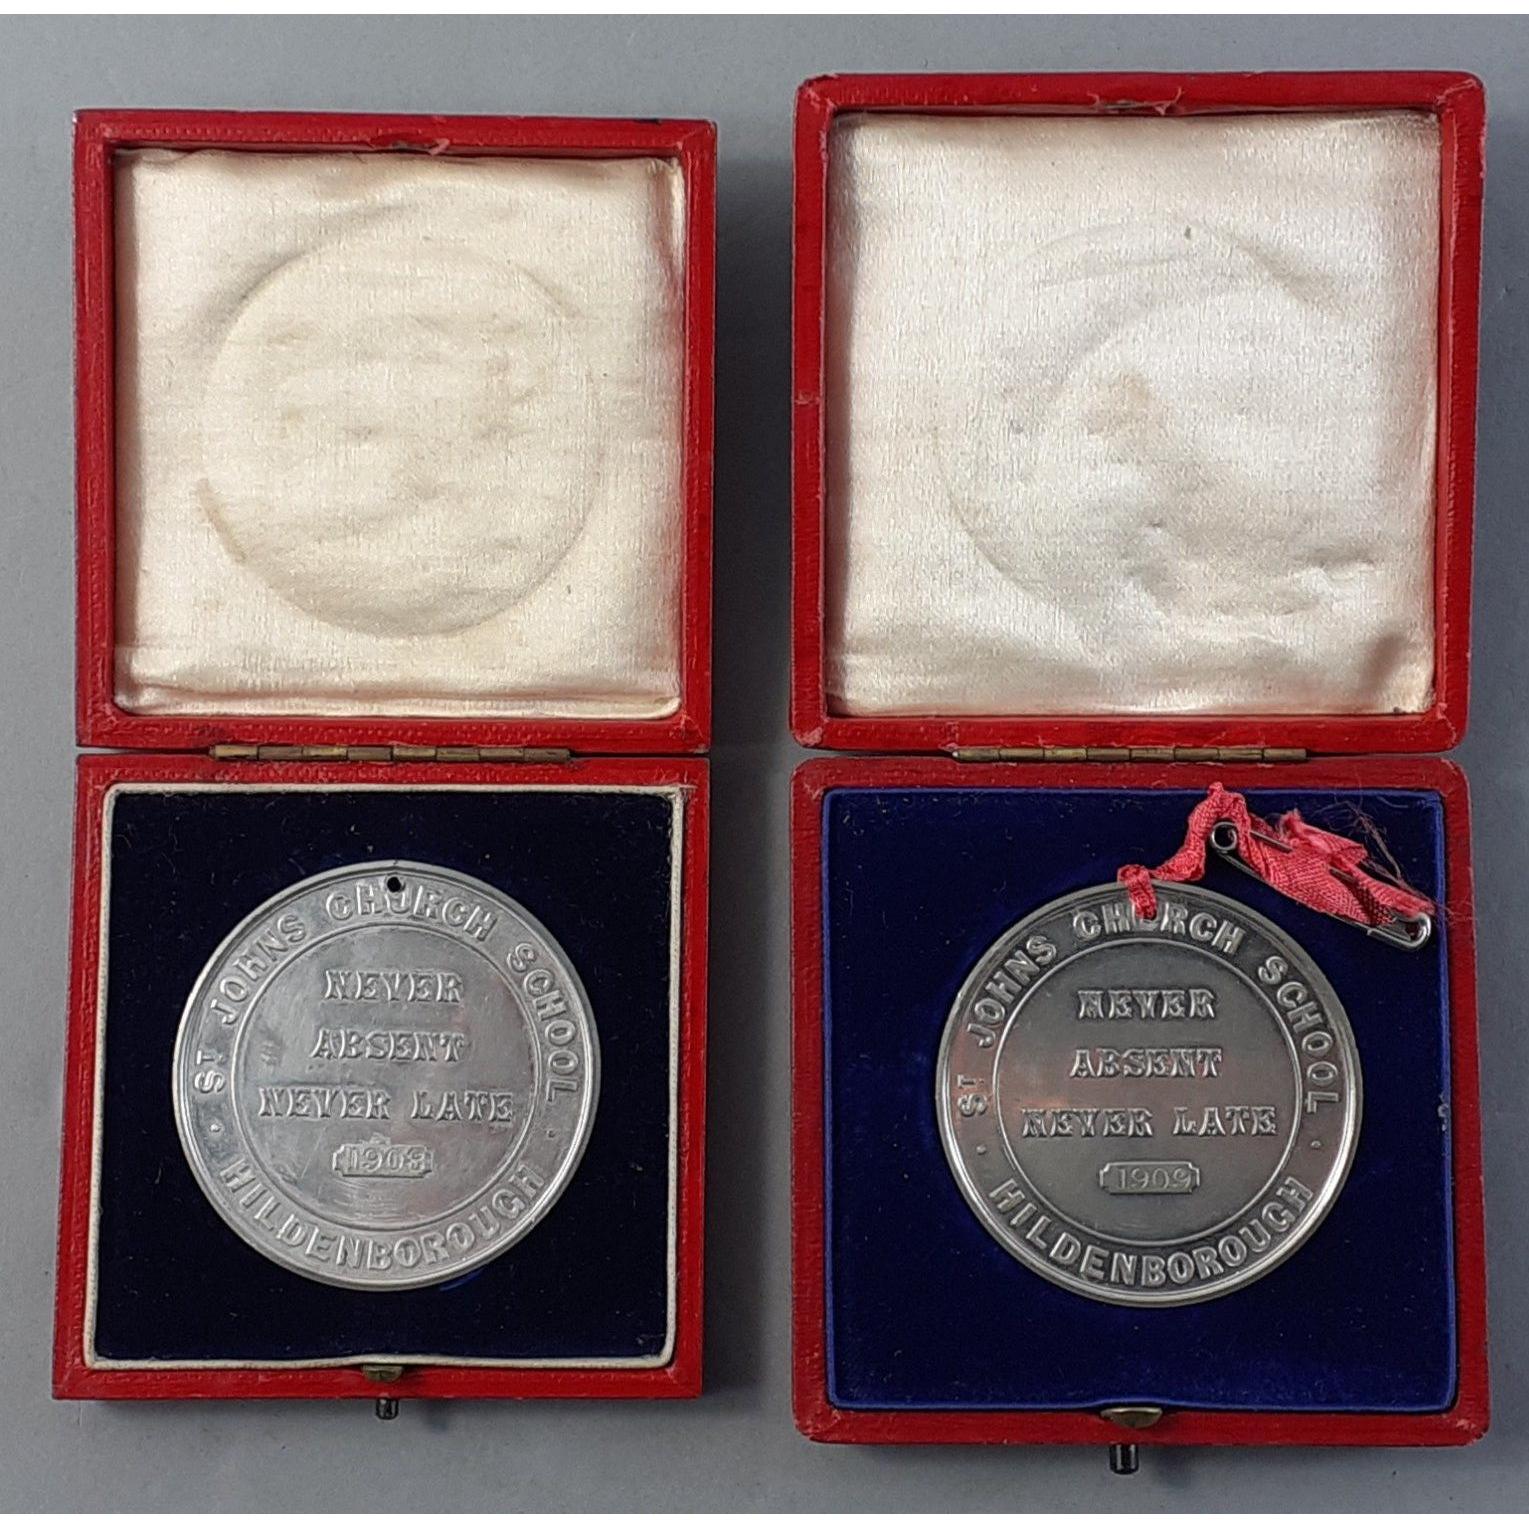 ST JOHNS CHURCH SCHOOL
NEVER
ABSENT
NEVER LATE
HILDENBOROUGH
ST JOHNS CHURCH SCHOOL
NEVER
ABSENT
NEVER LATE
1909
HILDENBOROUGH